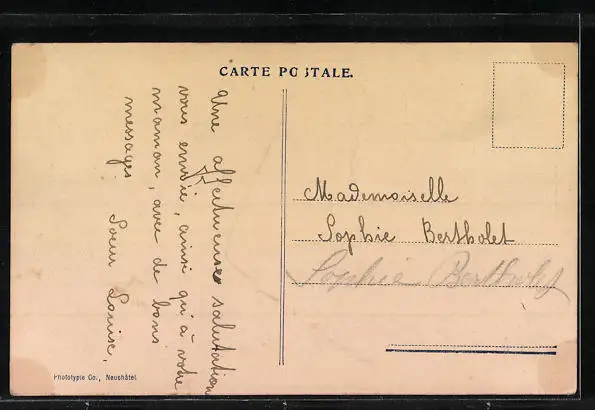 CARTE POSTALE.
Une affectueuse salutation
vous envoie, ainsi qu'à votre
maman, avec de bons
messages Soeur Louise,
Mademoiselle
Sophie Bertholet
Sophie Bertholet
Phototypie Co., Neuchâtel